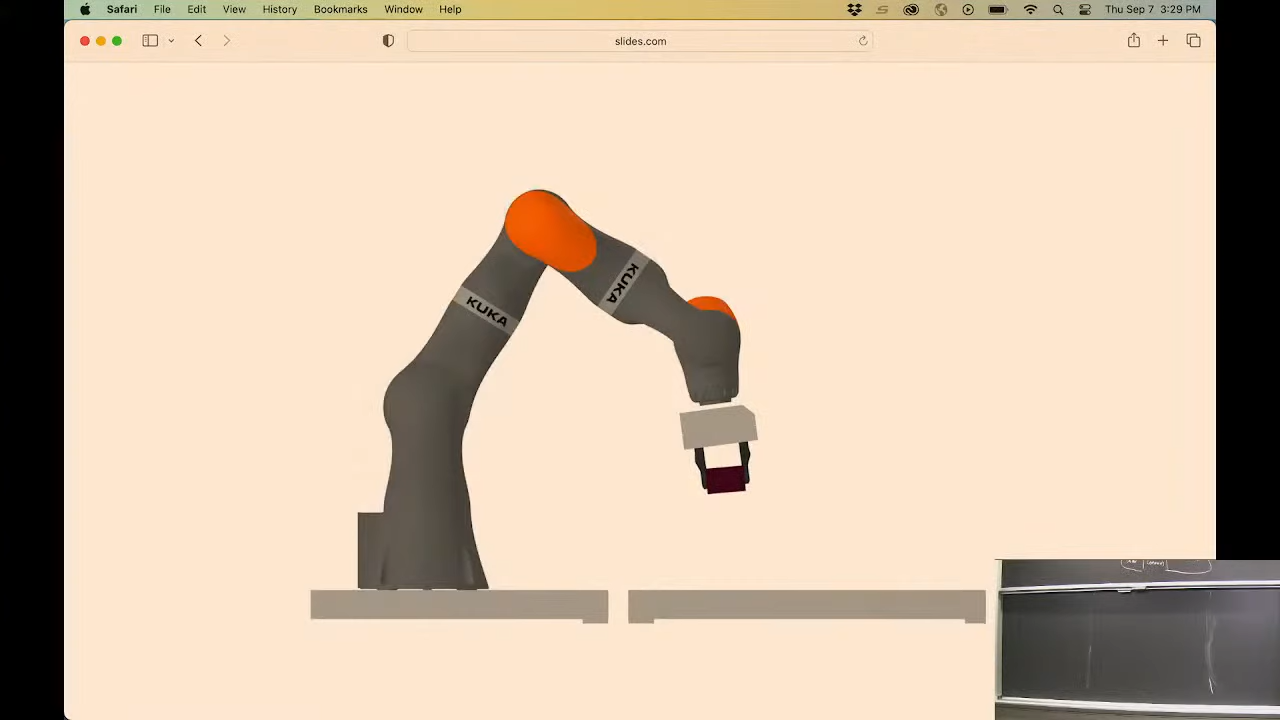 Safari File Edit View History Bookmarks Window Help Thu Sep 7 3:29 PM
slides.com
KUKA
KUKA